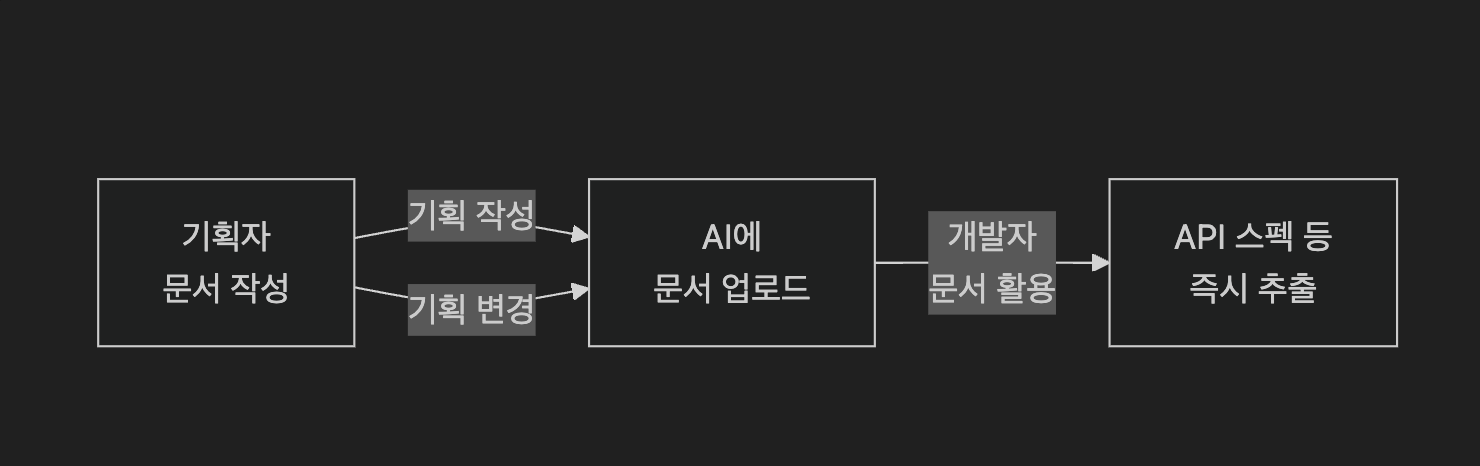 기획자
문서 작성
기획 작성
기획 변경
AI에
문서 업로드
개발자
문서 활용
API 스펙 등
즉시 추출